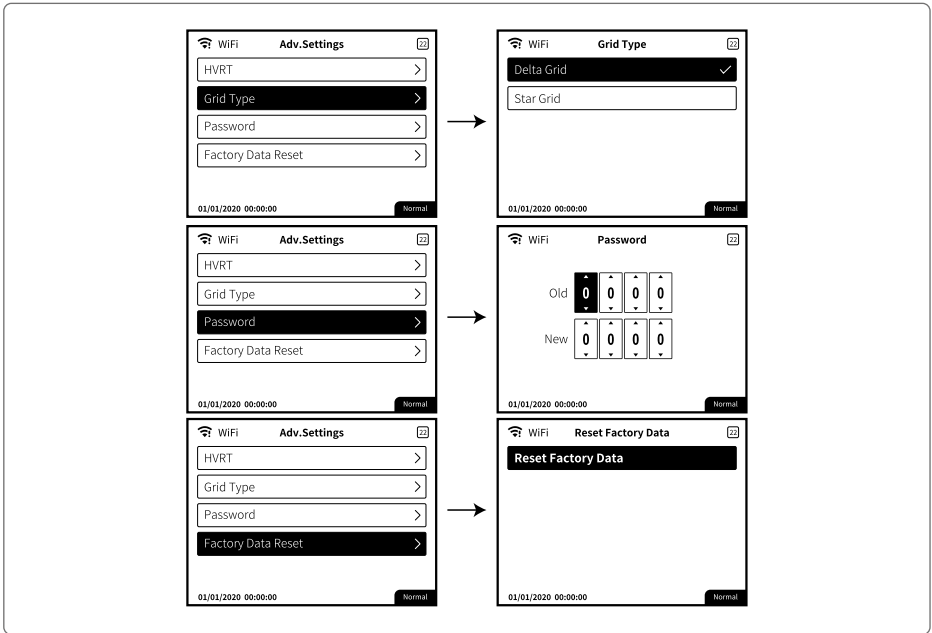 WiFi Adv.Settings 22
HVRT
Grid Type
Password
Factory Data Reset
01/01/2020 00:00:00 Normal
WiFi Grid Type 22
Delta Grid
Star Grid
01/01/2020 00:00:00 Normal
WiFi Adv.Settings 22
HVRT
Grid Type
Password
Factory Data Reset
01/01/2020 00:00:00 Normal
WiFi Password 22
Old 0 0 0 0
New 0 0 0 0
01/01/2020 00:00:00 Normal
WiFi Adv.Settings 22
HVRT
Grid Type
Password
Factory Data Reset
01/01/2020 00:00:00 Normal
WiFi Reset Factory Data 22
Reset Factory Data
01/01/2020 00:00:00 Normal